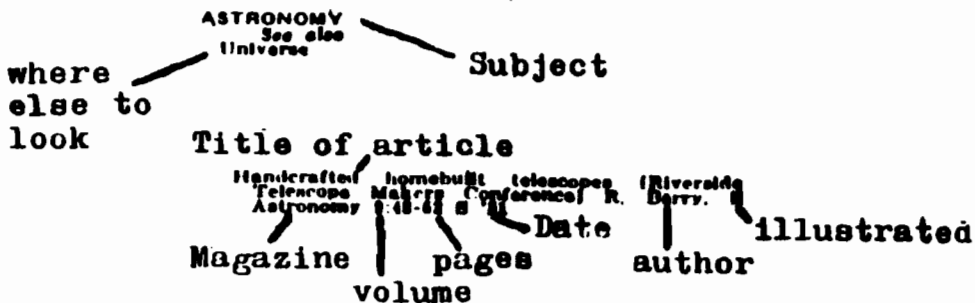 ASTRONOMY
See also
Universe
where
else to
look
Subject
Title of article
Handcrafted homebuilt telescopes (Riverside
Telescope Makers Conference) R. Berry.
Astronomy
Date
illustrated
Magazine
pages
author
volume